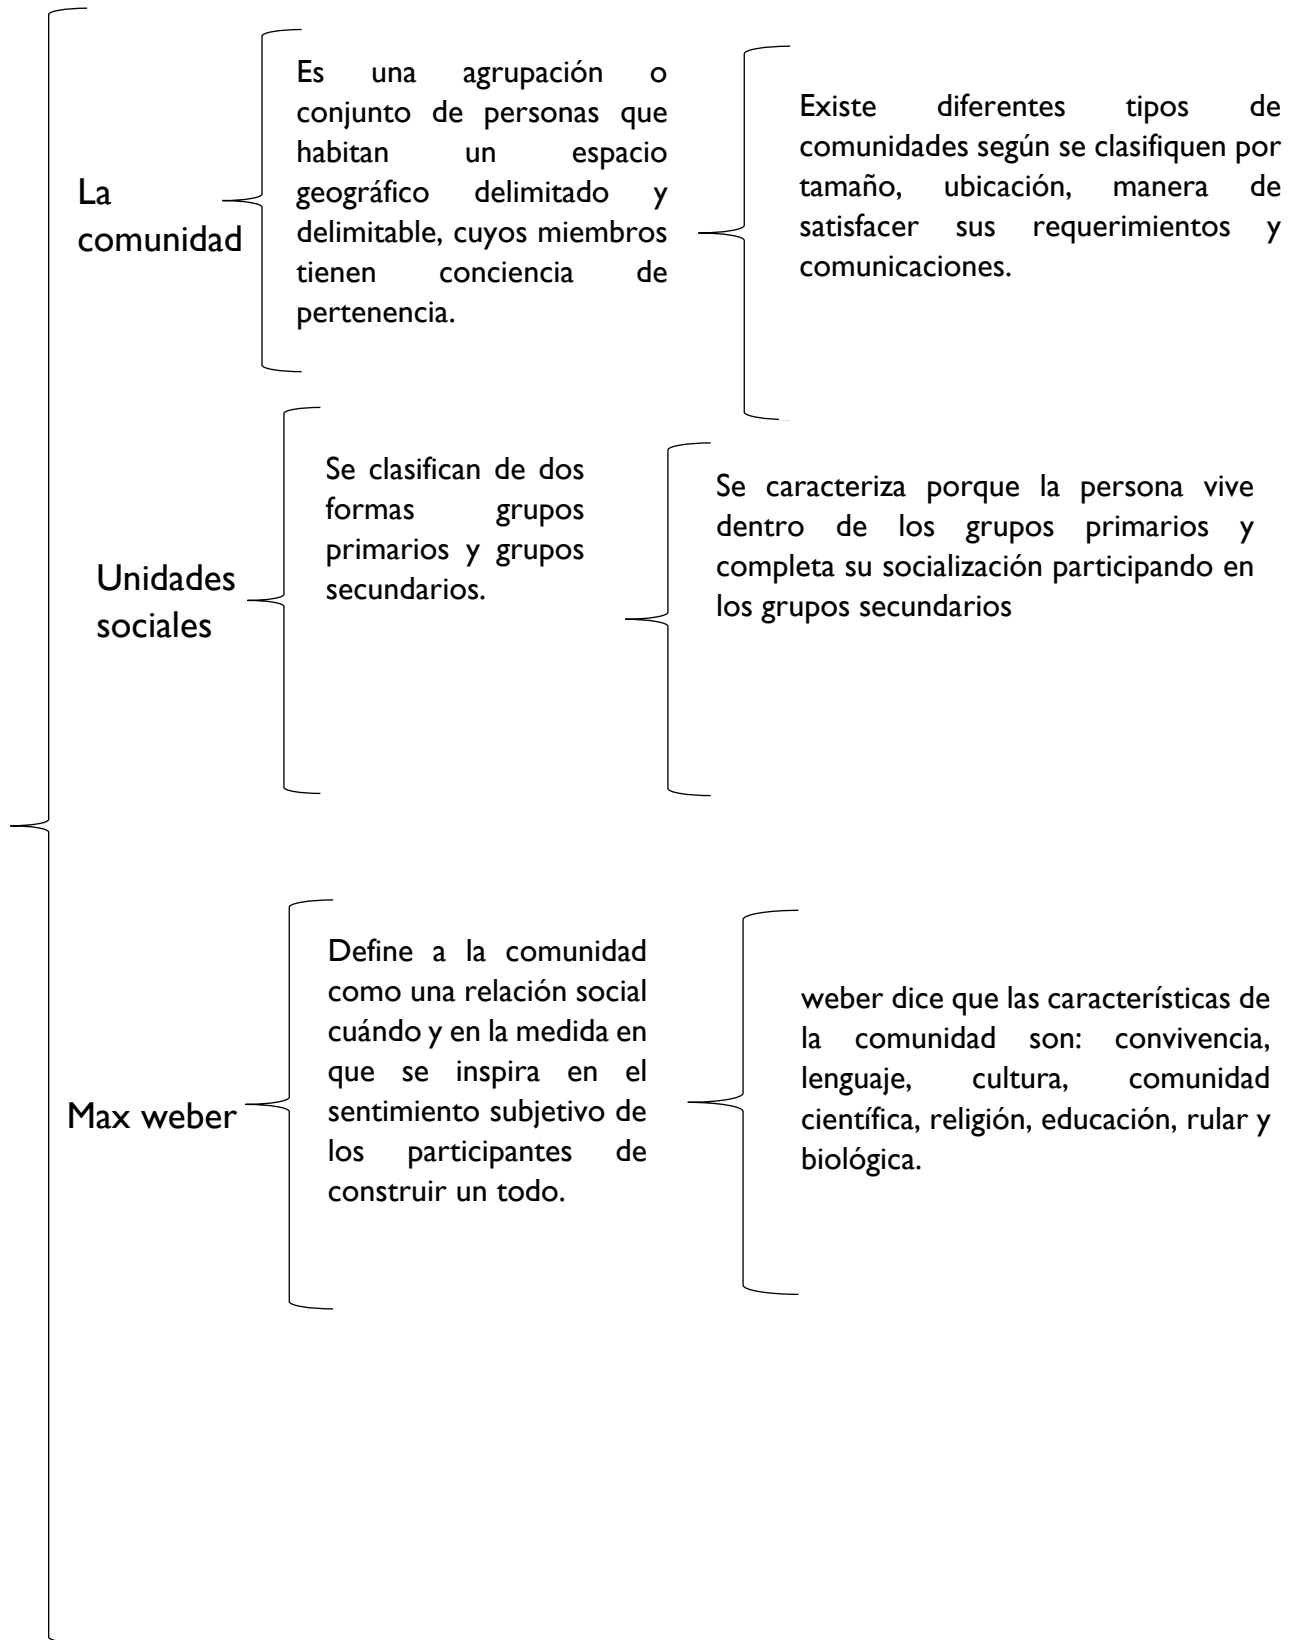 La
comunidad
Es una agrupación o
conjunto de personas que
habitan un espacio
geográfico delimitado y
delimitable, cuyos miembros
tienen conciencia de
pertenencia.
Existe diferentes tipos de
comunidades según se clasifiquen por
tamaño, ubicación, manera de
satisfacer sus requerimientos y
comunicaciones.
Unidades
sociales
Se clasifican de dos
formas grupos
primarios y grupos
secundarios.
Se caracteriza porque la persona vive
dentro de los grupos primarios y
completa su socialización participando en
los grupos secundarios
Max weber
Define a la comunidad
como una relación social
cuándo y en la medida en
que se inspira en el
sentimiento subjetivo de
los participantes de
construir un todo.
weber dice que las características de
la comunidad son: convivencia,
lenguaje, cultura, comunidad
científica, religión, educación, rular y
biológica.